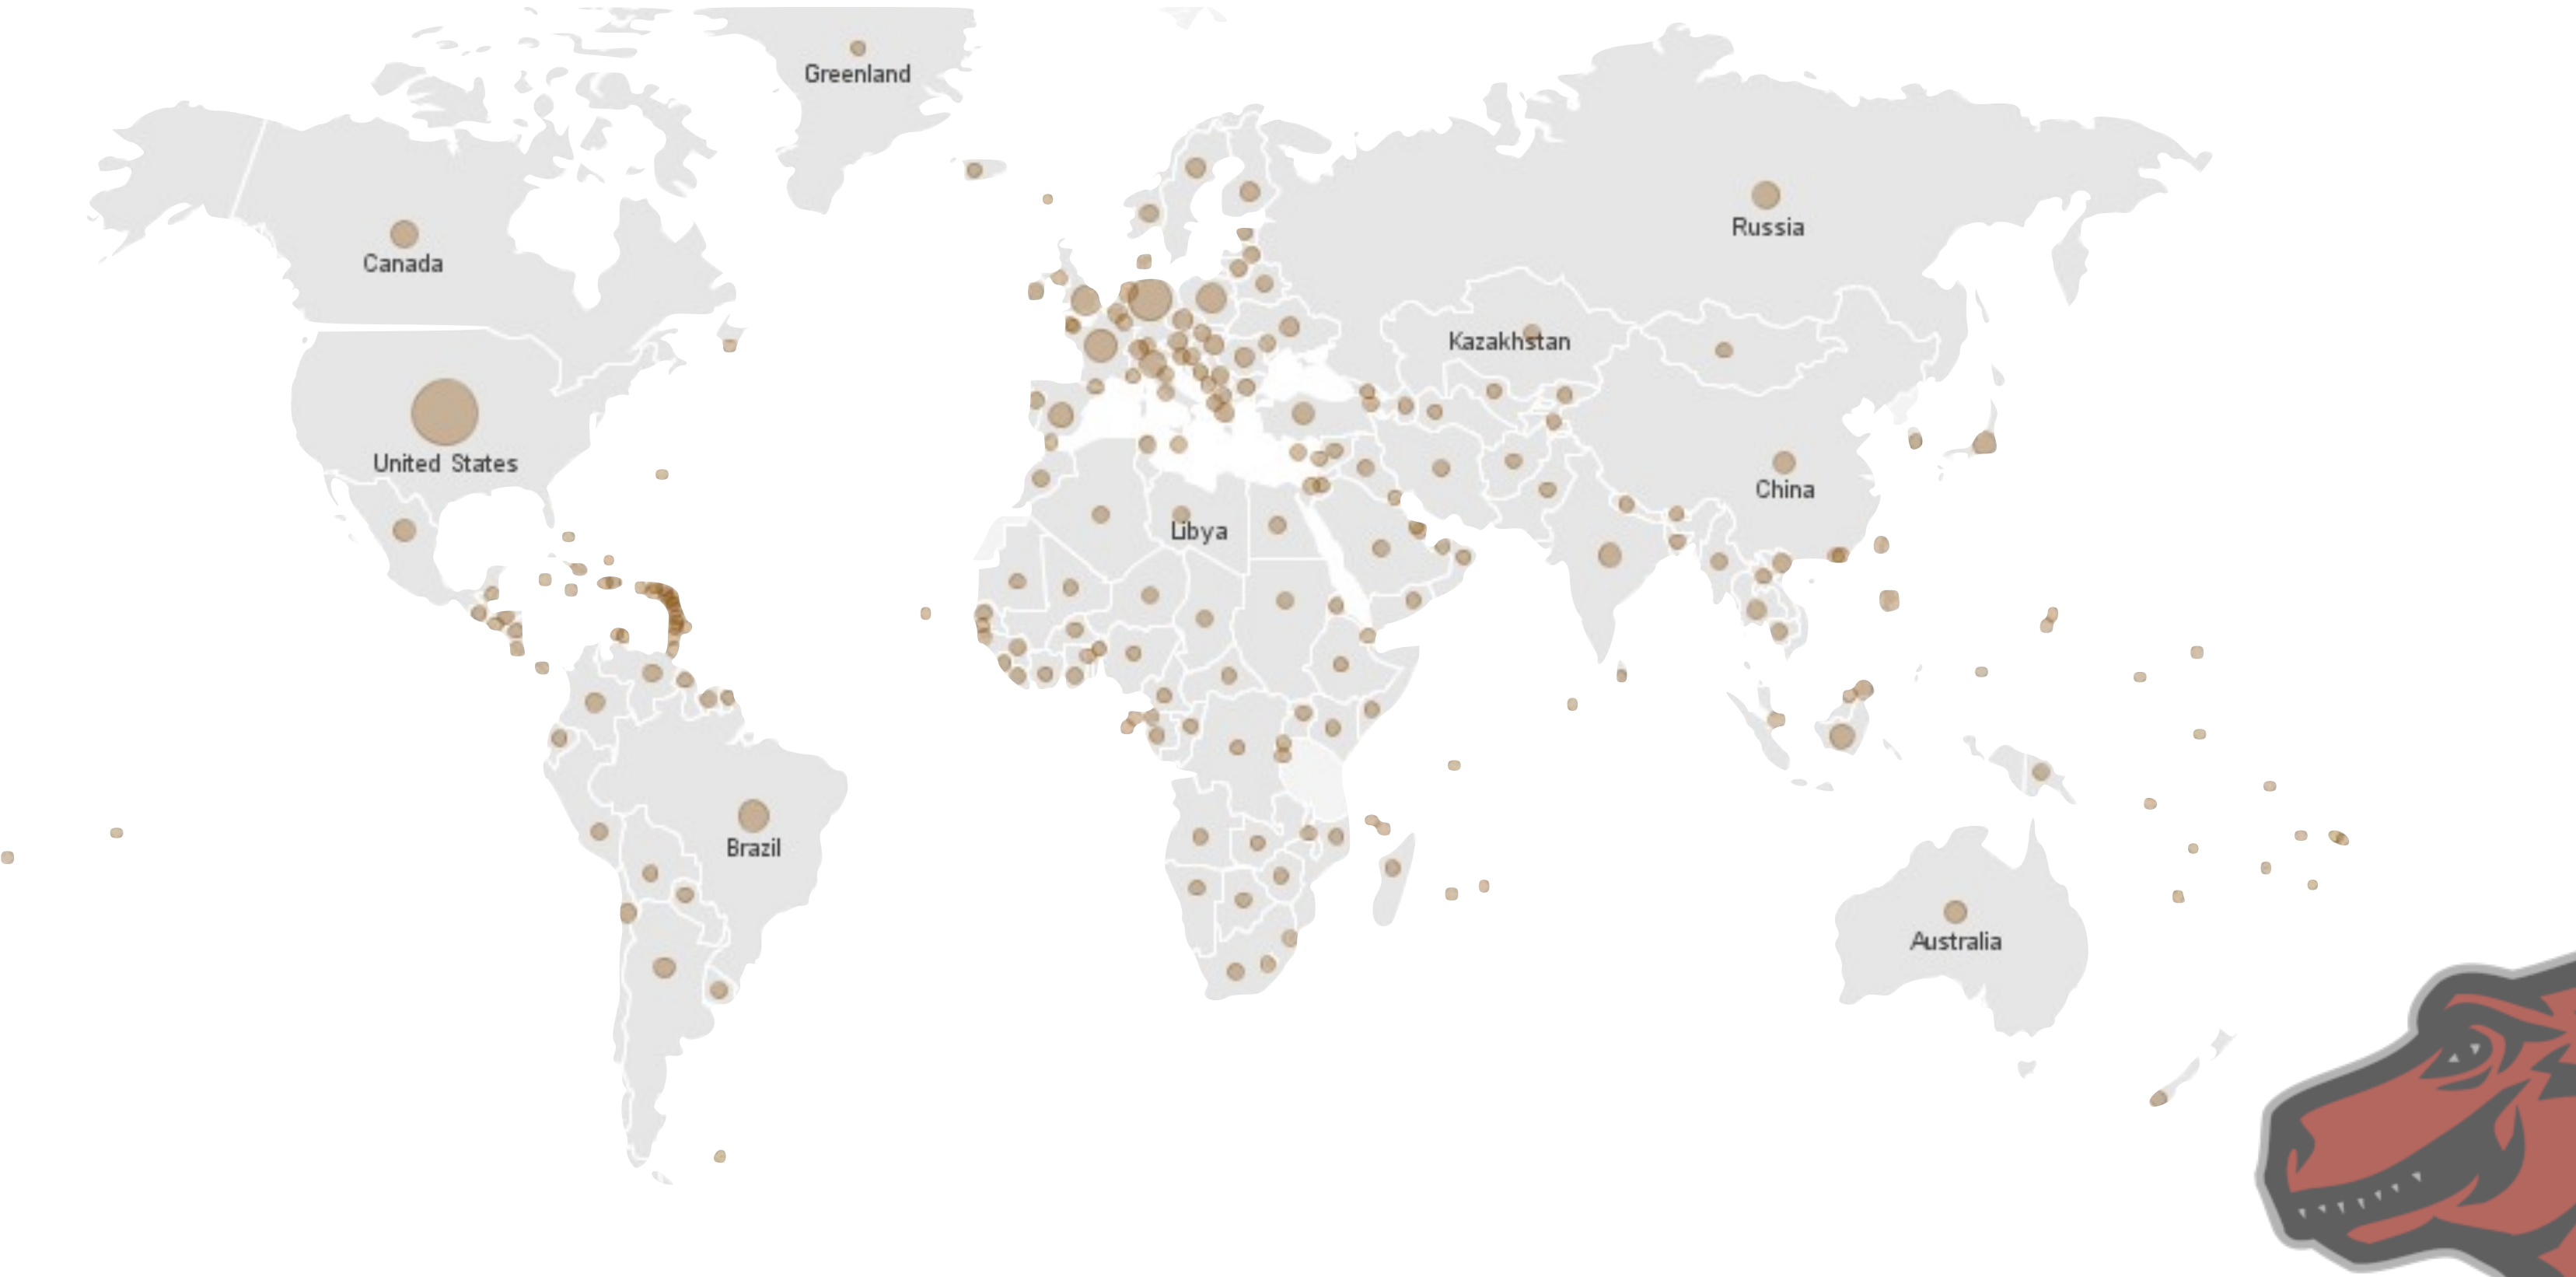 Greenland
Canada
Russia
Kazakhstan
United States
China
Libya
Brazil
Australia